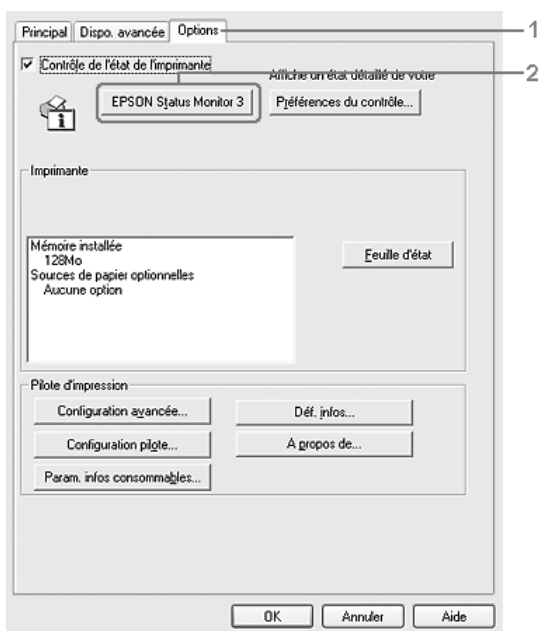 Principal Dispo. avancée Options 1
Contrôle de l'état de l'imprimante
Affiche un état détaillé de votre
2
EPSON Status Monitor 3 Préférences du contrôle...
Imprimante
Mémoire installée
128Mo
Sources de papier optionnelles
Aucune option
Feuille d'état
Pilote d'impression
Configuration avancée... Déf. infos...
Configuration pilote... A propos de...
Param. infos consommables...
OK Annuler Aide